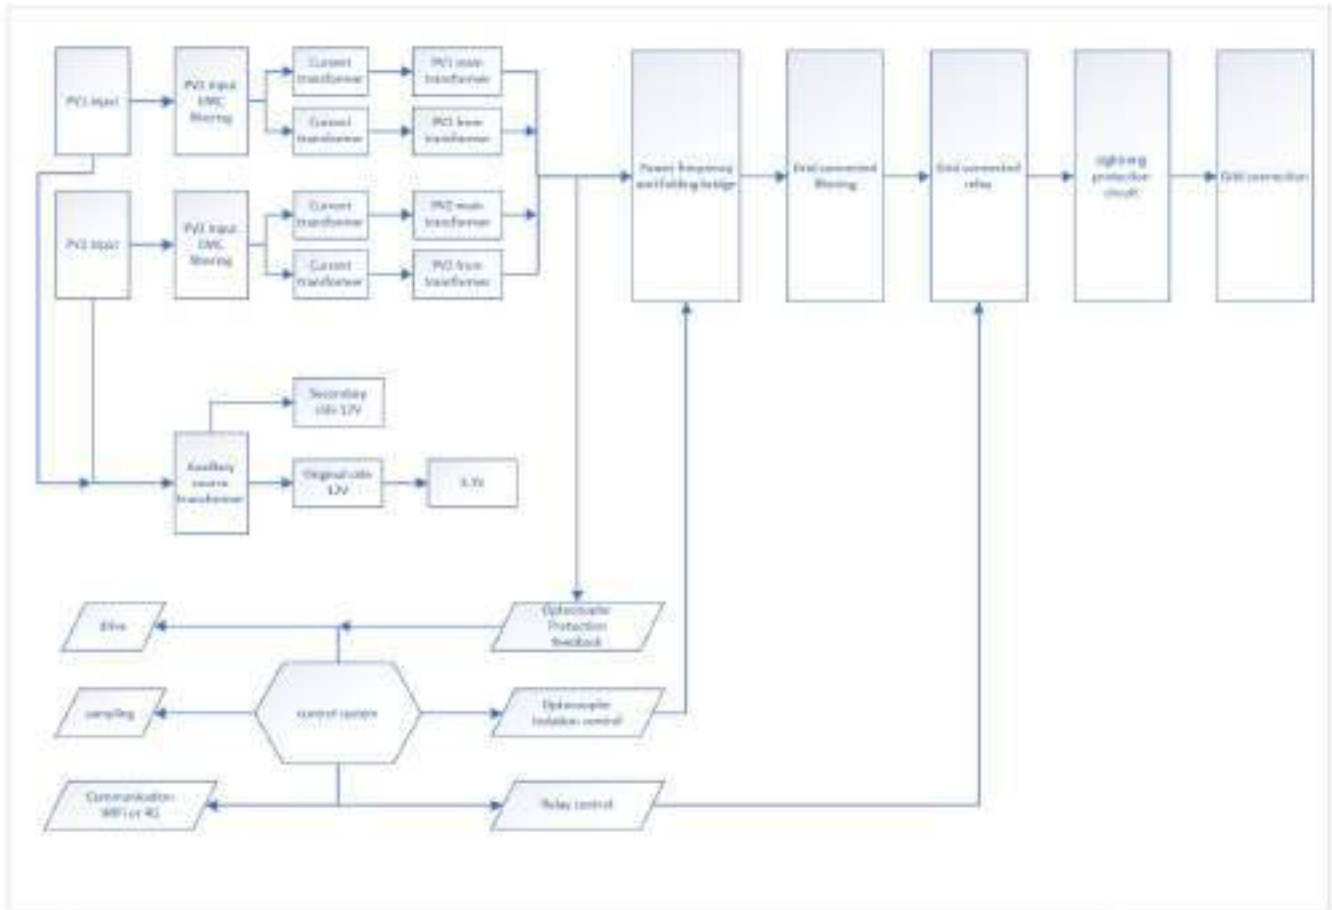 PV1 Input
PV1 Input
EMC
filtering
Current
transformer
PV1 main
transformer
Current
transformer
PV1 from
transformer
PV2 Input
PV2 Input
EMC
filtering
Current
transformer
PV2 main
transformer
Current
transformer
PV2 from
transformer
Power frequency
and folding bridge
Grid connected
filtering
Grid connected
relay
Lightning
protection
circuit
Grid connection
Secondary
side 12V
Auxiliary
source
transformer
Original side
12V
3.3V
drive
Optocoupler
Protection
feedback
sampling
control system
Optocoupler
Isolation control
Communication
WiFi or 4G
Relay control